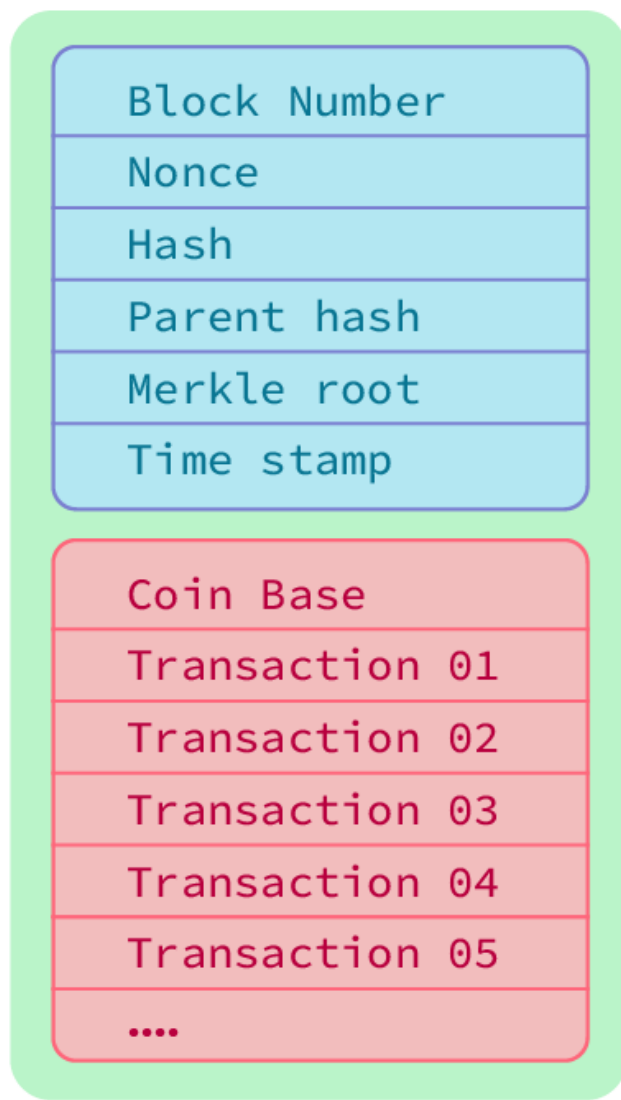 Block Number
Nonce
Hash
Parent hash
Merkle root
Time stamp
Coin Base
Transaction 01
Transaction 02
Transaction 03
Transaction 04
Transaction 05
....